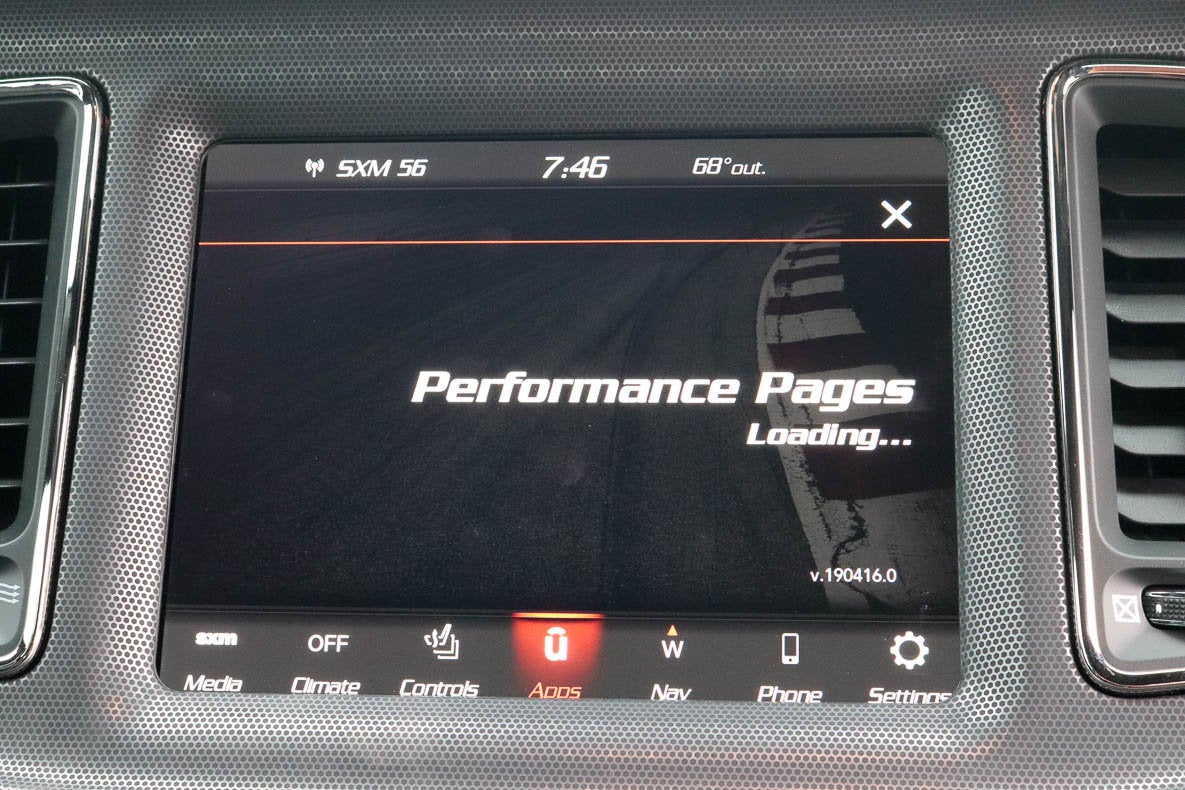 SXM 56
7:46
68° out.
Performance Pages
Loading...
v.190416.0
sxm
OFF
ū
W
Media
Climate
Controls
Apps
Nav
Phone
Settings